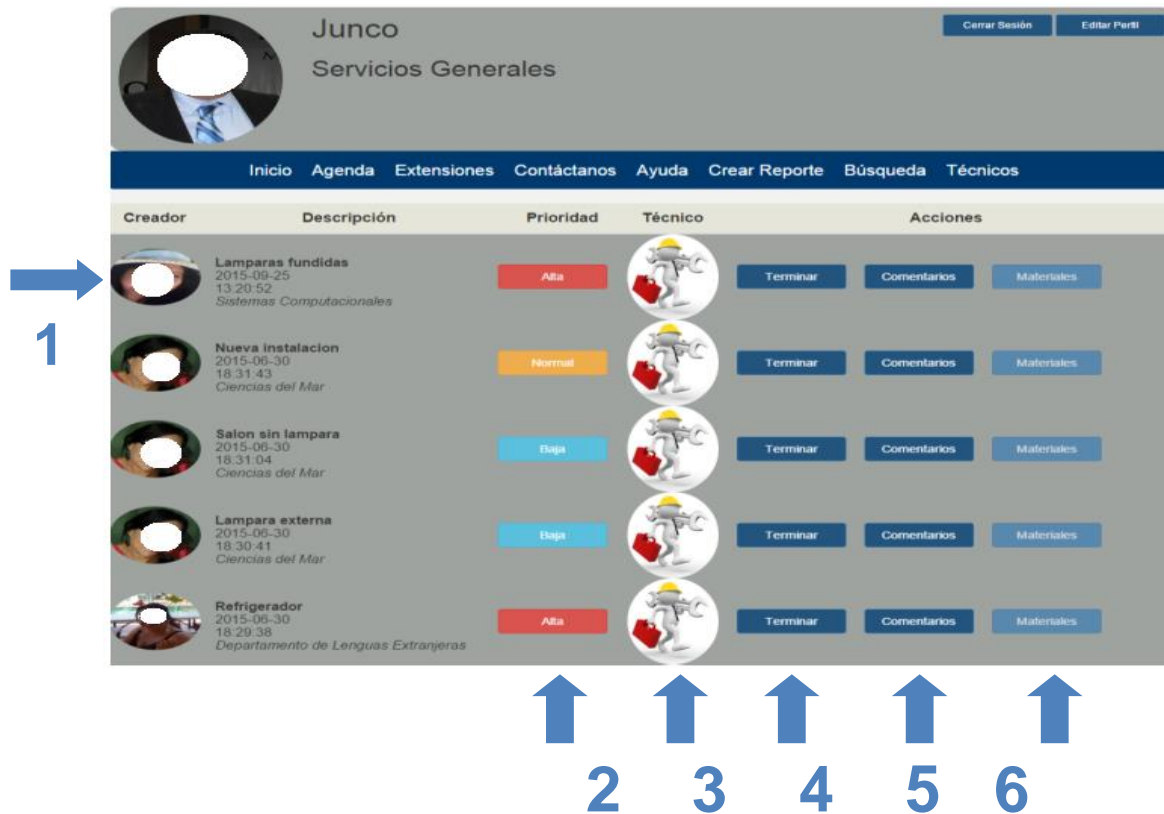 Junco
Cerrar Sesión
Editar Perfil
Servicios Generales
Inicio Agenda Extensiones Contáctanos Ayuda Crear Reporte Búsqueda Técnicos
Creador Descripción Prioridad Técnico Acciones
Lamparas fundidas
2015-09-25
13:20:52
Sistemas Computacionales
Alta
Terminar
Comentarios
Materiales
1
Nueva instalacion
2015-06-30
18:31:43
Ciencias del Mar
Normal
Terminar
Comentarios
Materiales
Salon sin lampara
2015-06-30
18:31:04
Ciencias del Mar
Baja
Terminar
Comentarios
Materiales
Lampara externa
2015-06-30
18:30:41
Ciencias del Mar
Baja
Terminar
Comentarios
Materiales
Refrigerador
2015-06-30
18:29:38
Departamento de Lenguas Extranjeras
Alta
Terminar
Comentarios
Materiales
2 3 4 5 6